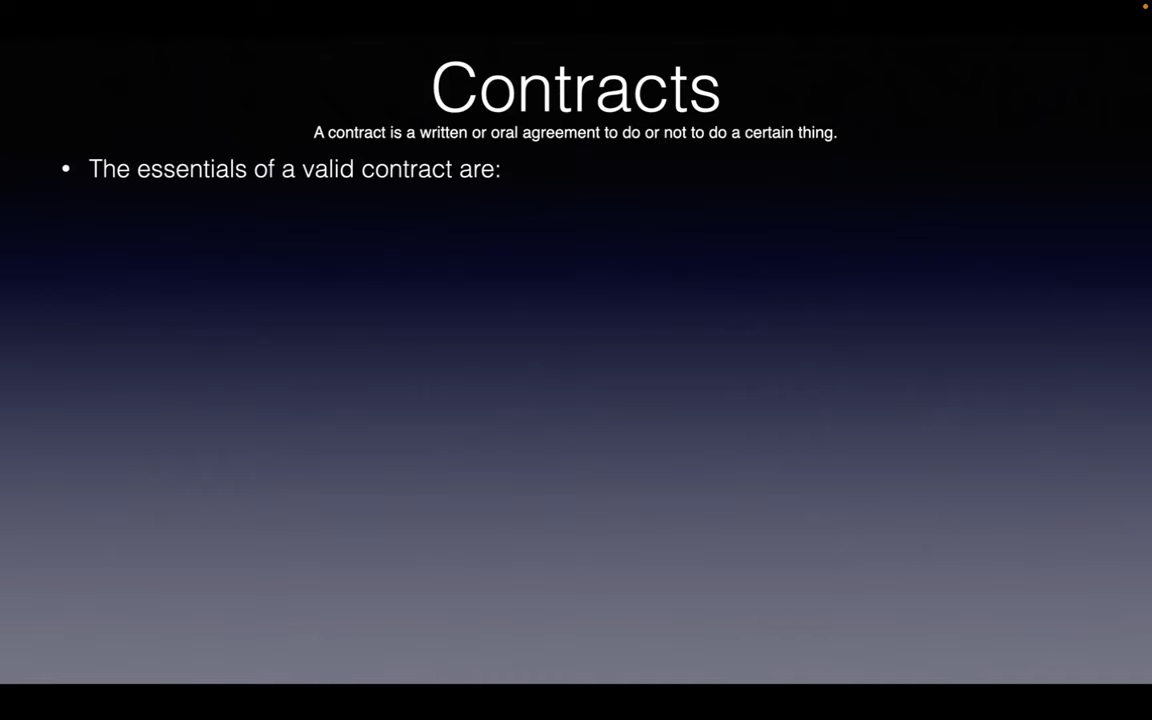 Contracts
A contract is a written or oral agreement to do or not to do a certain thing.
• The essentials of a valid contract are: